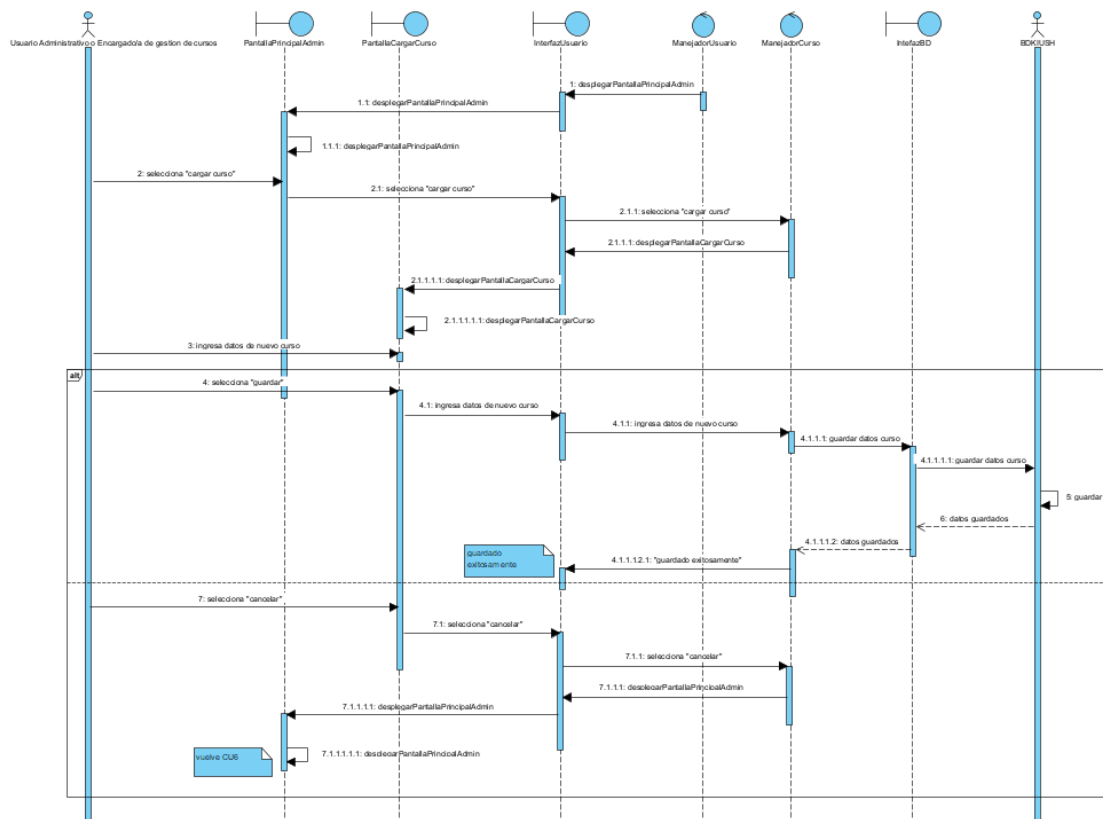 Usuario Administrativo o Encargado/a de gestion de cursos
PantallaPrincipalAdmin
PantallaCargarCurso
InterfazUsuario
ManejadorUsuario
ManejadorCurso
IntefazBD
BDKIUSH
1: desplegarPantallaPrincipalAdmin
1.1: desplegarPantallaPrincipalAdmin
1.1.1: desplegarPantallaPrincipalAdmin
2: selecciona "cargar curso"
2.1: selecciona "cargar curso"
2.1.1: selecciona "cargar curso"
2.1.1.1: desplegarPantallaCargarCurso
2.1.1.1.1: desplegarPantallaCargarCurso
2.1.1.1.1.1: desplegarPantallaCargarCurso
3: ingresa datos de nuevo curso
alt
4: selecciona "guardar"
4.1: ingresa datos de nuevo curso
4.1.1: ingresa datos de nuevo curso
4.1.1.1: guardar datos curso
4.1.1.1.1: guardar datos curso
5: guardar
6: datos guardados
4.1.1.1.2: datos guardados
guardado
exitosamente
4.1.1.1.2.1: "guardado exitosamente"
7: selecciona "cancelar"
7.1: selecciona "cancelar"
7.1.1: selecciona "cancelar"
7.1.1.1: desplegarPantallaPrincipalAdmin
7.1.1.1.1: desplegarPantallaPrincipalAdmin
vuelve CU6
7.1.1.1.1.1: desplegarPantallaPrincipalAdmin